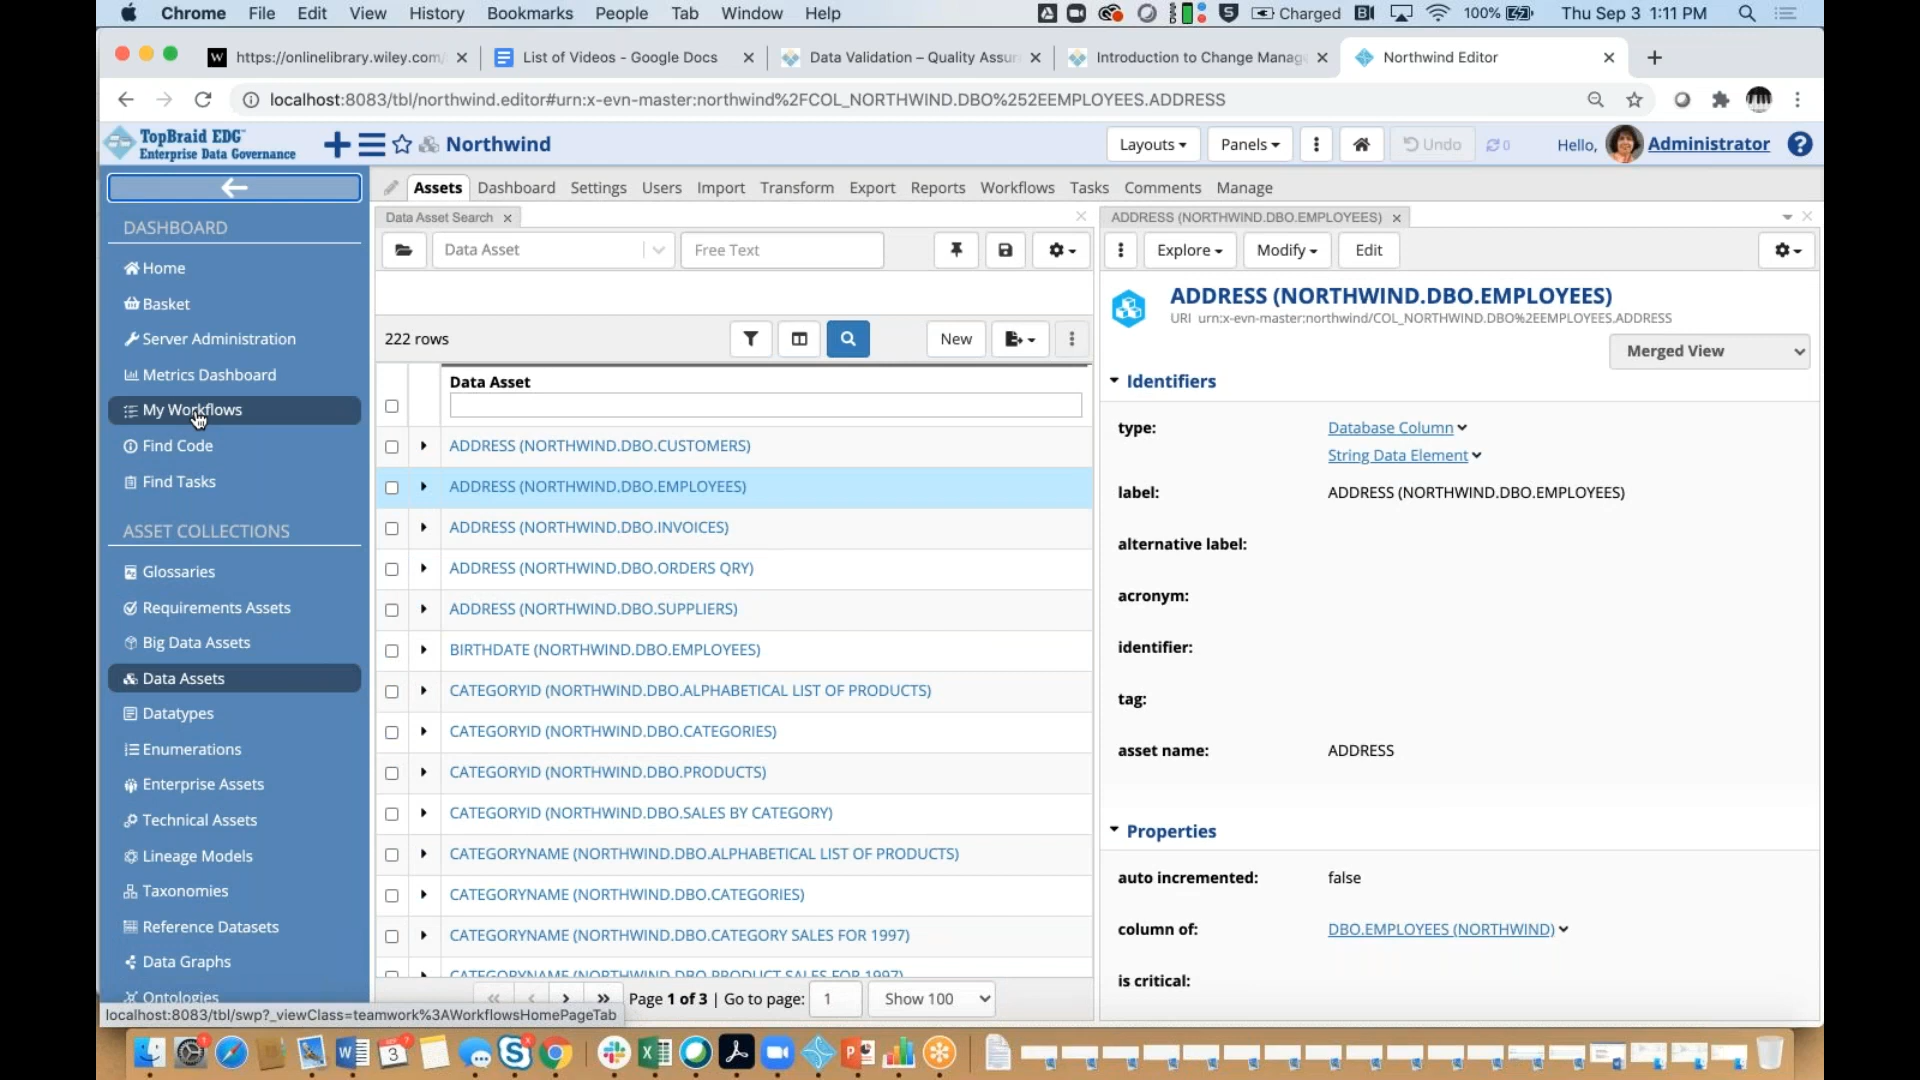 Chrome File Edit View History Bookmarks People Tab Window Help Charged 100% Thu Sep 3 1:11 PM
W https://onlinelibrary.wiley.com/ List of Videos - Google Docs Data Validation – Quality Assur Introduction to Change Manag Northwind Editor
localhost:8083/tbl/northwind.editor#urn:x-evn-master:northwind%2FCOL_NORTHWIND.DBO%252EEMPLOYEES.ADDRESS
TopBraid EDG™
Enterprise Data Governance
Northwind Layouts Panels Undo 0 Hello, Administrator ?
Assets Dashboard Settings Users Import Transform Export Reports Workflows Tasks Comments Manage
DASHBOARD
Home
Basket
Server Administration
Metrics Dashboard
My Workflows
Find Code
Find Tasks
ASSET COLLECTIONS
Glossaries
Requirements Assets
Big Data Assets
Data Assets
Datatypes
Enumerations
Enterprise Assets
Technical Assets
Lineage Models
Taxonomies
Reference Datasets
Data Graphs
Ontologies
localhost:8083/tbl/swp?_viewClass=teamwork%3AWorkflowsHomePageTab
Data Asset Search
Data Asset Free Text
222 rows New
Data Asset
ADDRESS (NORTHWIND.DBO.CUSTOMERS)
ADDRESS (NORTHWIND.DBO.EMPLOYEES)
ADDRESS (NORTHWIND.DBO.INVOICES)
ADDRESS (NORTHWIND.DBO.ORDERS QRY)
ADDRESS (NORTHWIND.DBO.SUPPLIERS)
BIRTHDATE (NORTHWIND.DBO.EMPLOYEES)
CATEGORYID (NORTHWIND.DBO.ALPHABETICAL LIST OF PRODUCTS)
CATEGORYID (NORTHWIND.DBO.CATEGORIES)
CATEGORYID (NORTHWIND.DBO.PRODUCTS)
CATEGORYID (NORTHWIND.DBO.SALES BY CATEGORY)
CATEGORYNAME (NORTHWIND.DBO.ALPHABETICAL LIST OF PRODUCTS)
CATEGORYNAME (NORTHWIND.DBO.CATEGORIES)
CATEGORYNAME (NORTHWIND.DBO.CATEGORY SALES FOR 1997)
CATEGORYNAME (NORTHWIND.DBO.PRODUCT SALES FOR 1997)
Page 1 of 3 | Go to page: 1 Show 100
ADDRESS (NORTHWIND.DBO.EMPLOYEES)
Explore Modify Edit
ADDRESS (NORTHWIND.DBO.EMPLOYEES)
URI urn:x-evn-master:northwind/COL_NORTHWIND.DBO%2EEMPLOYEES.ADDRESS
Merged View
Identifiers
type: Database Column
String Data Element
label: ADDRESS (NORTHWIND.DBO.EMPLOYEES)
alternative label:
acronym:
identifier:
tag:
asset name: ADDRESS
Properties
auto incremented: false
column of: DBO.EMPLOYEES (NORTHWIND)
is critical: